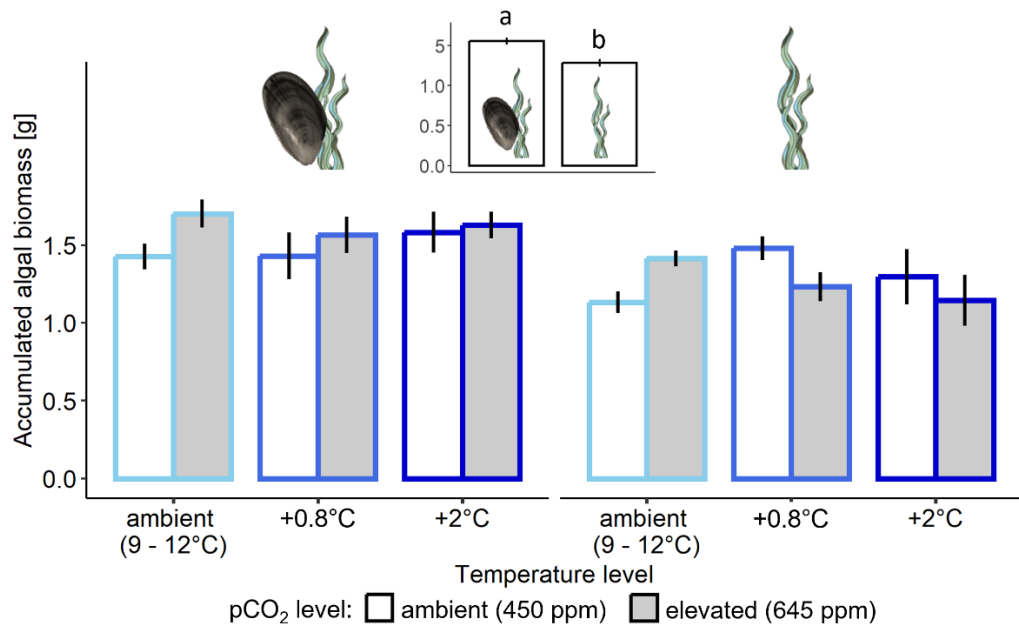 a
b
5
1.0
0.5
0.0
Accumulated algal biomass [g]
1.5
1.0
0.5
0.0
ambient
(9 - 12°C)
+0.8°C
+2°C
ambient
(9 - 12°C)
+0.8°C
+2°C
Temperature level
pCO₂ level: ambient (450 ppm) elevated (645 ppm)